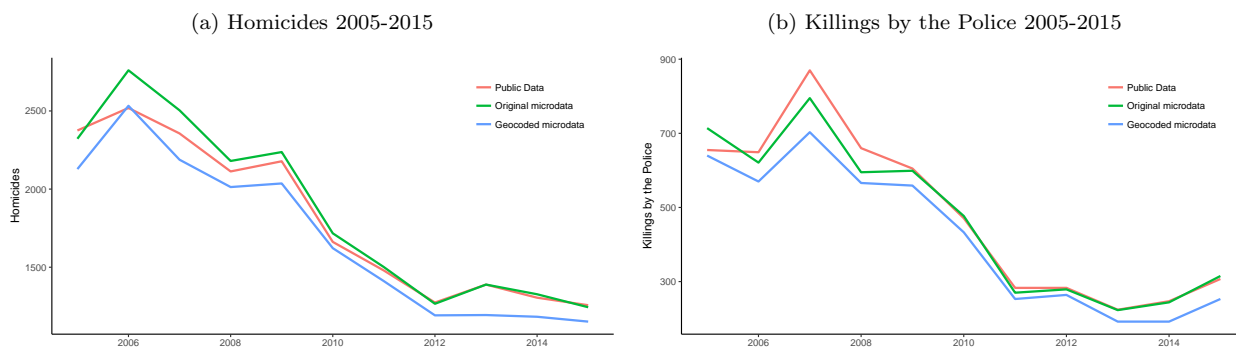 (a) Homicides 2005-2015
Homicides
2500
2000
1500
2006
2008
2010
2012
2014
Public Data
Original microdata
Geocoded microdata
(b) Killings by the Police 2005-2015
Killings by the Police
900
700
500
300
2006
2008
2010
2012
2014
Public Data
Original microdata
Geocoded microdata